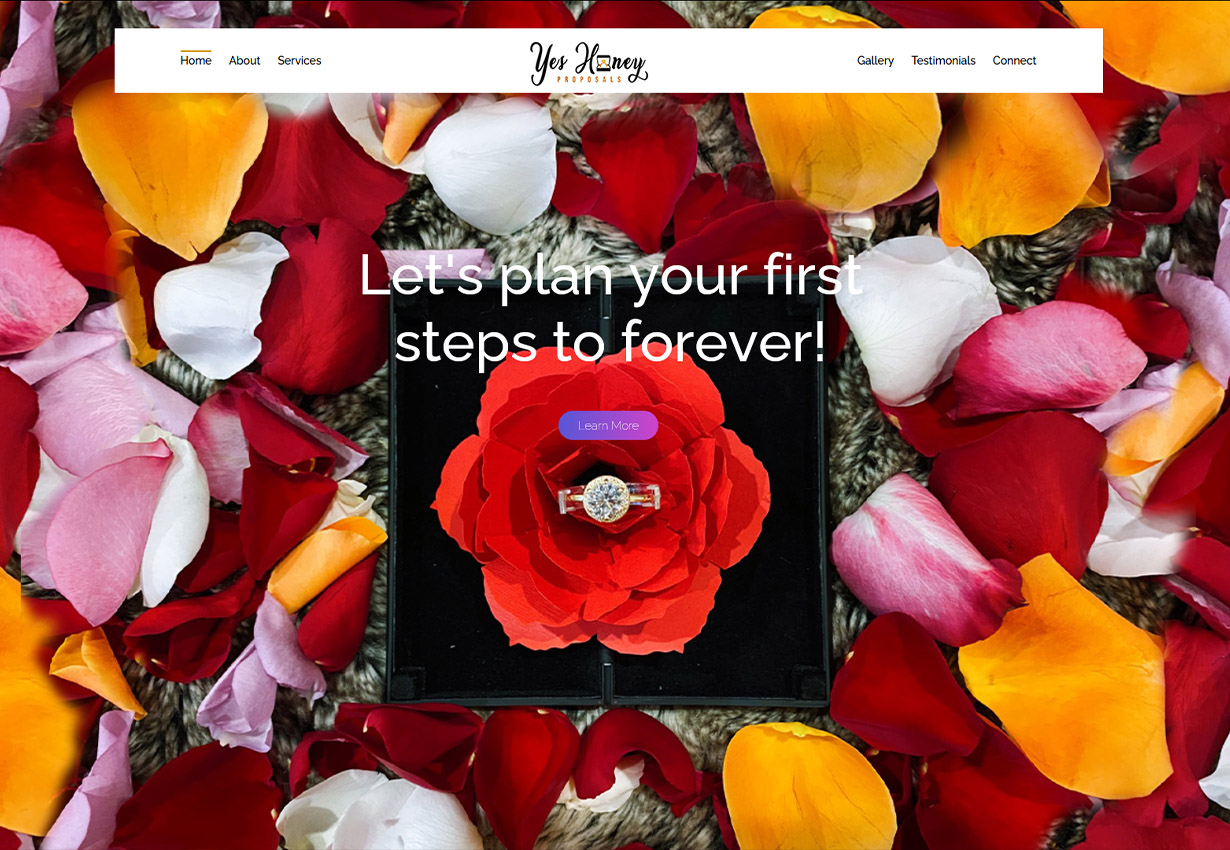 Home About Services
Yes Honey
PROPOSALS
Gallery Testimonials Connect
Let's plan your first
steps to forever!
Learn More